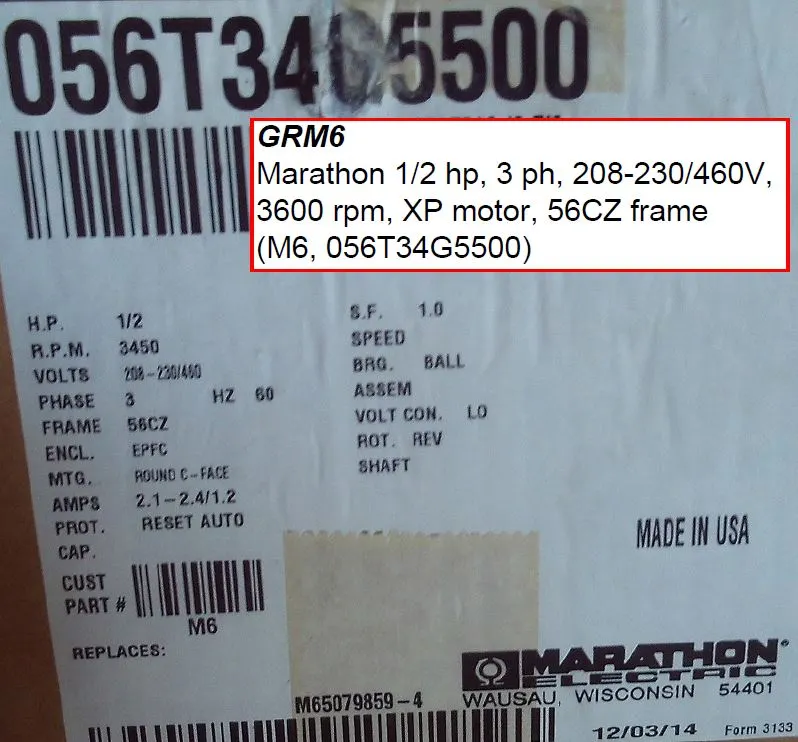 056T34G5500
GRM6
Marathon 1/2 hp, 3 ph, 208-230/460V,
3600 rpm, XP motor, 56CZ frame
(M6, 056T34G5500)
H.P. 1/2
R.P.M. 3450
VOLTS 208-230/460
PHASE 3 HZ 60
FRAME 56CZ
ENCL. EPFC
MTG. ROUND C-FACE
AMPS 2.1-2.4/1.2
PROT. RESET AUTO
CAP.
S.F. 1.0
SPEED
BRG. BALL
ASSEM
VOLT CON. LO
ROT. REV
SHAFT
MADE IN USA
CUST
PART #
M6
REPLACES:
M65079859-4
MARATHON
ELECTRIC
WAUSAU, WISCONSIN 54401
12/03/14 Form 3133